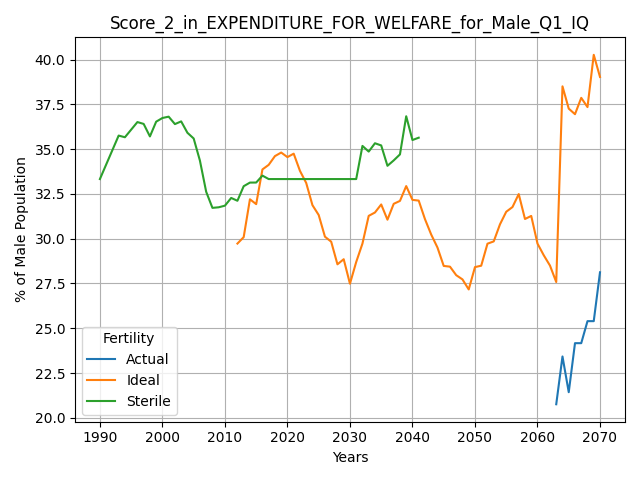 Score_2_in_EXPENDITURE_FOR_WELFARE_for_Male_Q1_IQ
% of Male Population
40.0
37.5
35.0
32.5
30.0
27.5
25.0
22.5
20.0
Fertility
Actual
Ideal
Sterile
1990 2000 2010 2020 2030 2040 2050 2060 2070
Years